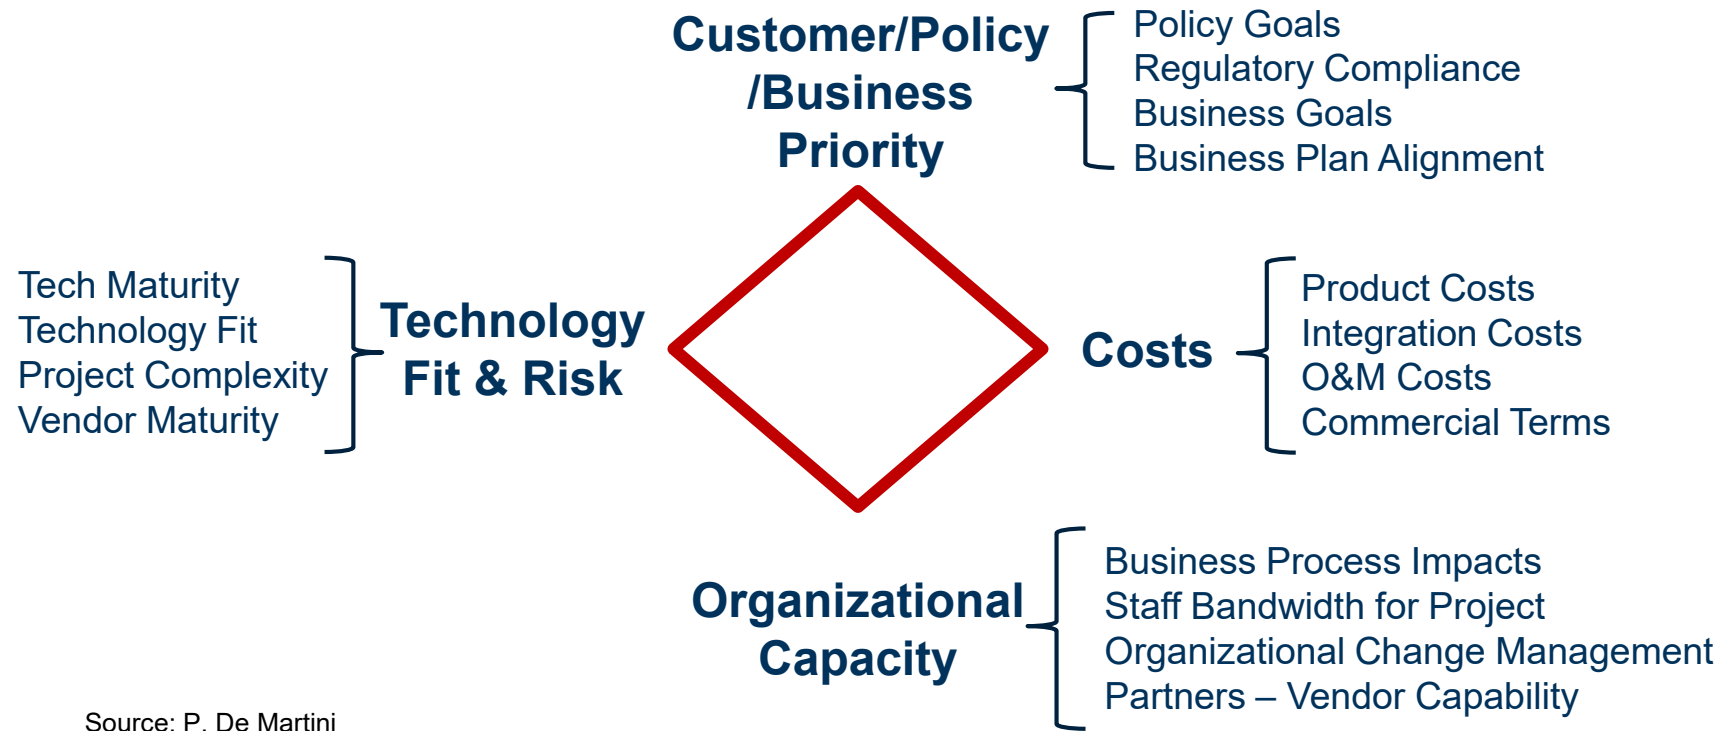 Customer/Policy
/Business
Priority
Policy Goals
Regulatory Compliance
Business Goals
Business Plan Alignment
Tech Maturity
Technology Fit
Project Complexity
Vendor Maturity
Technology
Fit & Risk
Costs
Product Costs
Integration Costs
O&M Costs
Commercial Terms
Organizational
Capacity
Business Process Impacts
Staff Bandwidth for Project
Organizational Change Management
Partners – Vendor Capability
Source: P. De Martini